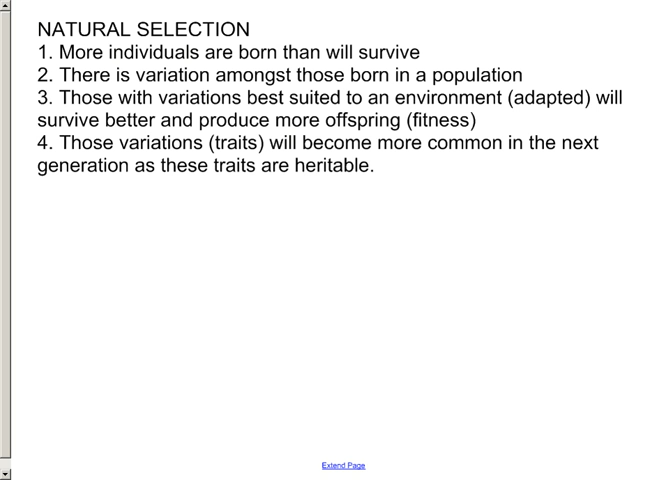 NATURAL SELECTION
1. More individuals are born than will survive
2. There is variation amongst those born in a population
3. Those with variations best suited to an environment (adapted) will
survive better and produce more offspring (fitness)
4. Those variations (traits) will become more common in the next
generation as these traits are heritable.
Extend Page